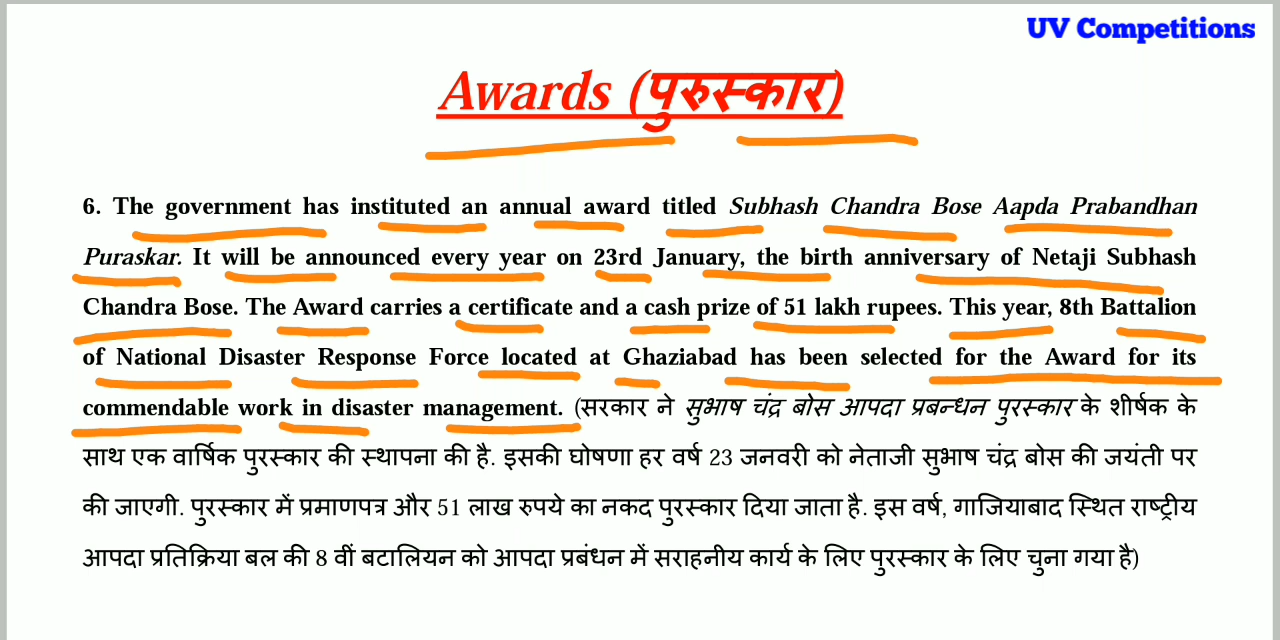 UV Competitions
Awards (पुरुस्कार)
6. The government has instituted an annual award titled Subhash Chandra Bose Aapda Prabandhan
Puraskar. It will be announced every year on 23rd January, the birth anniversary of Netaji Subhash
Chandra Bose. The Award carries a certificate and a cash prize of 51 lakh rupees. This year, 8th Battalion
of National Disaster Response Force located at Ghaziabad has been selected for the Award for its
commendable work in disaster management. (सरकार ने सुभाष चंद्र बोस आपदा प्रबन्धन पुरस्कार के शीर्षक के
साथ एक वार्षिक पुरस्कार की स्थापना की है. इसकी घोषणा हर वर्ष 23 जनवरी को नेताजी सुभाष चंद्र बोस की जयंती पर
की जाएगी. पुरस्कार में प्रमाणपत्र और 51 लाख रुपये का नकद पुरस्कार दिया जाता है. इस वर्ष, गाजियाबाद स्थित राष्ट्रीय
आपदा प्रतिक्रिया बल की 8 वीं बटालियन को आपदा प्रबंधन में सराहनीय कार्य के लिए पुरस्कार के लिए चुना गया है)